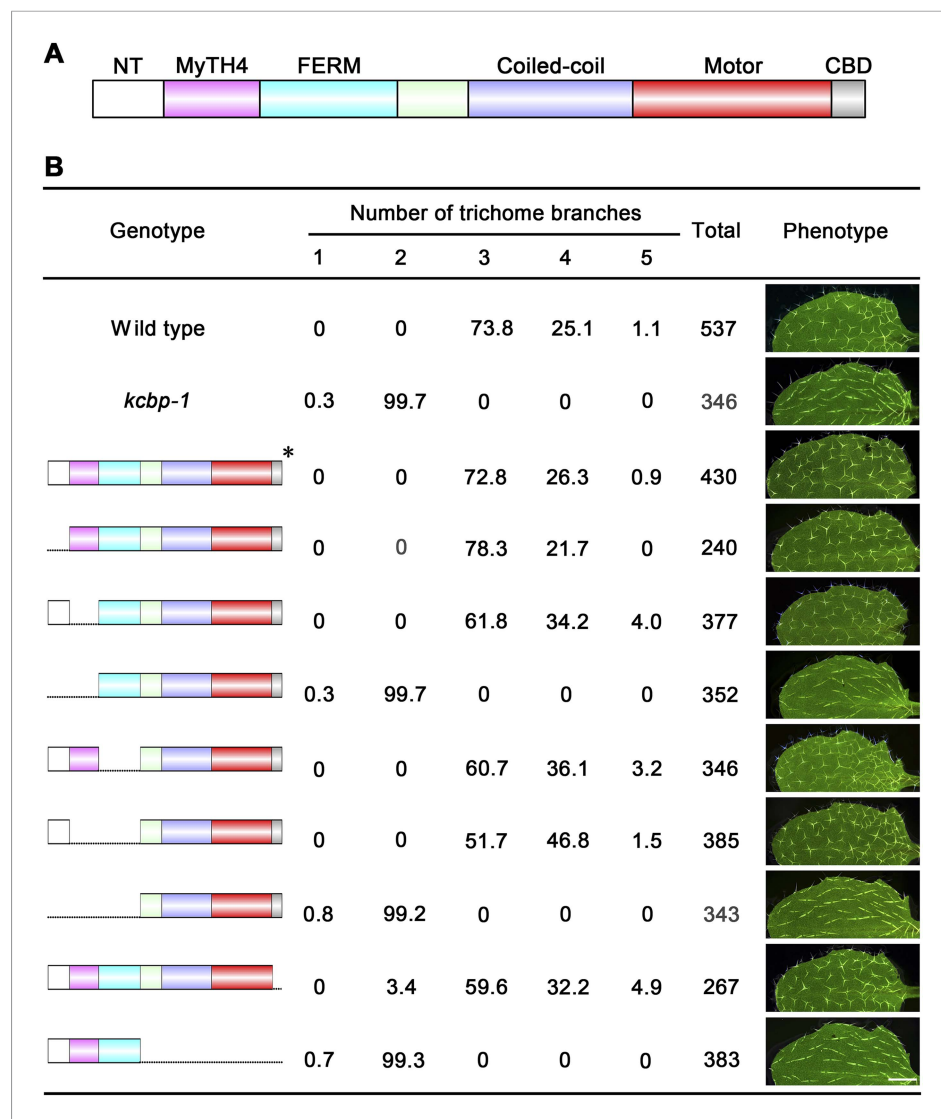 A
NT MyTH4 FERM Coiled-coil Motor CBD
B
Genotype Number of trichome branches Total Phenotype
1 2 3 4 5
Wild type 0 0 73.8 25.1 1.1 537
kcbp-1 0.3 99.7 0 0 0 346
* 0 0 72.8 26.3 0.9 430
0 0 78.3 21.7 0 240
0 0 61.8 34.2 4.0 377
0.3 99.7 0 0 0 352
0 0 60.7 36.1 3.2 346
0 0 51.7 46.8 1.5 385
0.8 99.2 0 0 0 343
0 3.4 59.6 32.2 4.9 267
0.7 99.3 0 0 0 383